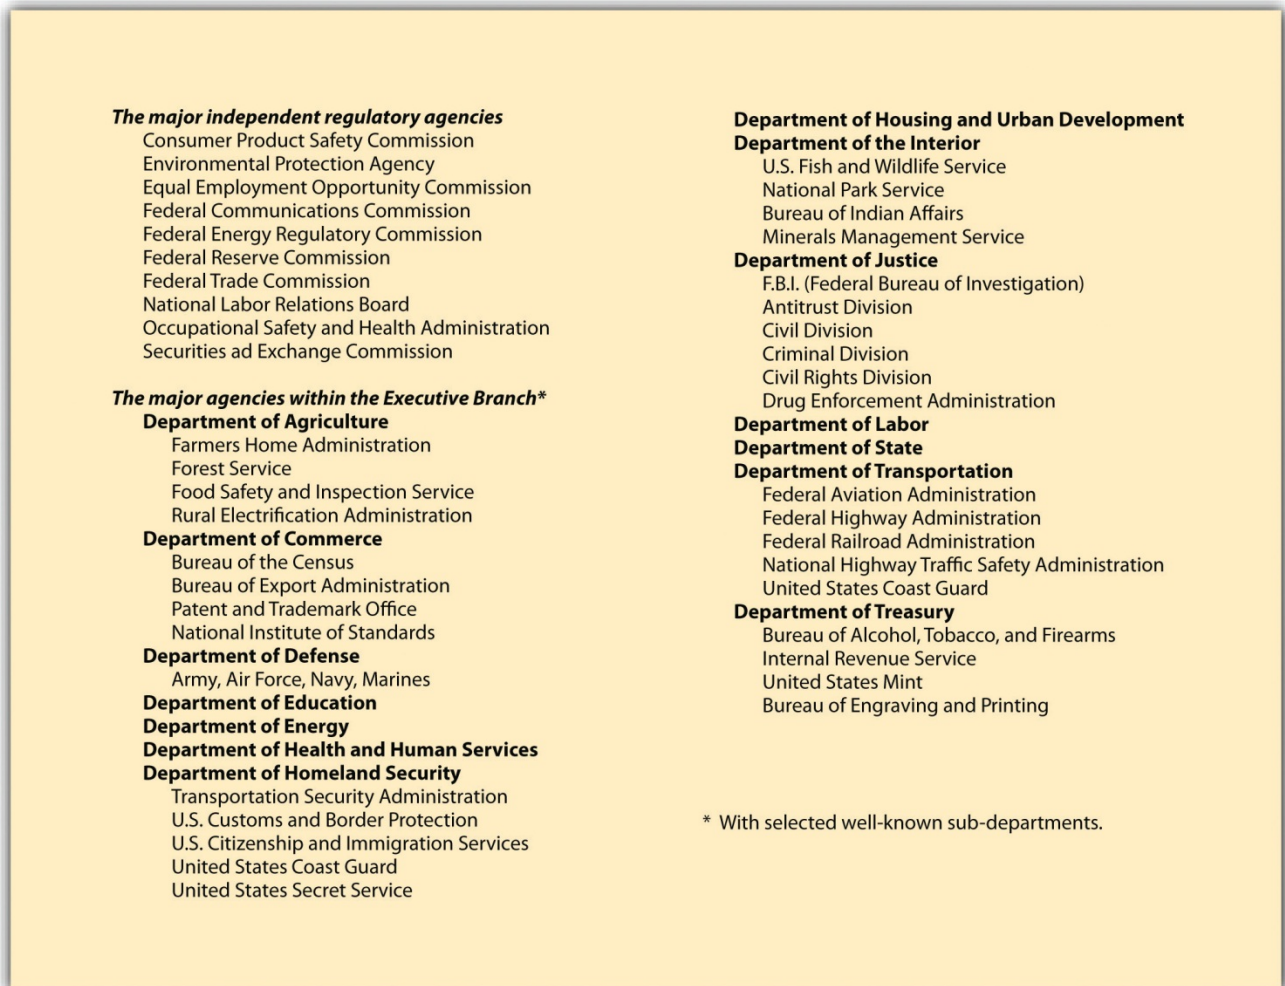 The major independent regulatory agencies
Consumer Product Safety Commission
Environmental Protection Agency
Equal Employment Opportunity Commission
Federal Communications Commission
Federal Energy Regulatory Commission
Federal Reserve Commission
Federal Trade Commission
National Labor Relations Board
Occupational Safety and Health Administration
Securities ad Exchange Commission
The major agencies within the Executive Branch*
Department of Agriculture
Farmers Home Administration
Forest Service
Food Safety and Inspection Service
Rural Electrification Administration
Department of Commerce
Bureau of the Census
Bureau of Export Administration
Patent and Trademark Office
National Institute of Standards
Department of Defense
Army, Air Force, Navy, Marines
Department of Education
Department of Energy
Department of Health and Human Services
Department of Homeland Security
Transportation Security Administration
U.S. Customs and Border Protection
U.S. Citizenship and Immigration Services
United States Coast Guard
United States Secret Service
Department of Housing and Urban Development
Department of the Interior
U.S. Fish and Wildlife Service
National Park Service
Bureau of Indian Affairs
Minerals Management Service
Department of Justice
F.B.I. (Federal Bureau of Investigation)
Antitrust Division
Civil Division
Criminal Division
Civil Rights Division
Drug Enforcement Administration
Department of Labor
Department of State
Department of Transportation
Federal Aviation Administration
Federal Highway Administration
Federal Railroad Administration
National Highway Traffic Safety Administration
United States Coast Guard
Department of Treasury
Bureau of Alcohol, Tobacco, and Firearms
Internal Revenue Service
United States Mint
Bureau of Engraving and Printing
* With selected well-known sub-departments.